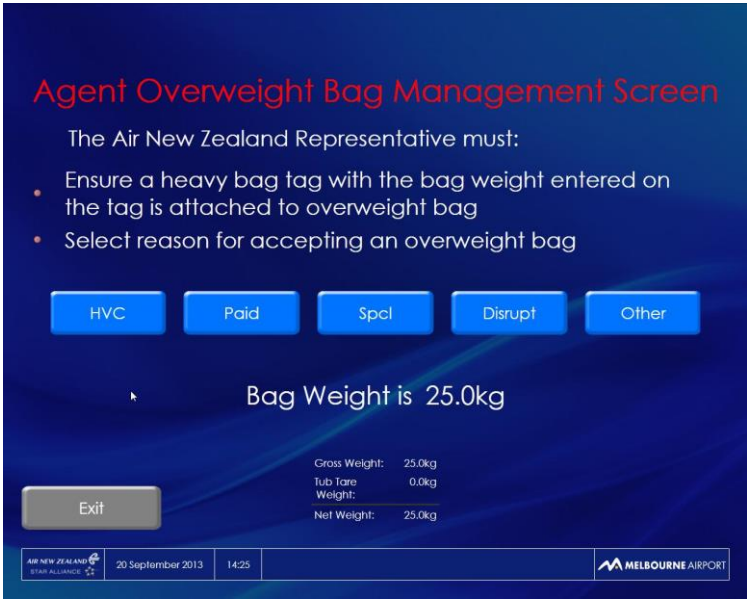 Agent Overweight Bag Management Screen
The Air New Zealand Representative must:
• Ensure a heavy bag tag with the bag weight entered on
the tag is attached to overweight bag
• Select reason for accepting an overweight bag
HVC Paid Spcl Disrupt Other
Bag Weight is 25.0kg
Gross Weight: 25.0kg
Tub Tare 0.0kg
Weight:
Net Weight: 25.0kg
Exit
AIR NEW ZEALAND
STAR ALLIANCE
20 September 2013 14:25
MELBOURNE AIRPORT